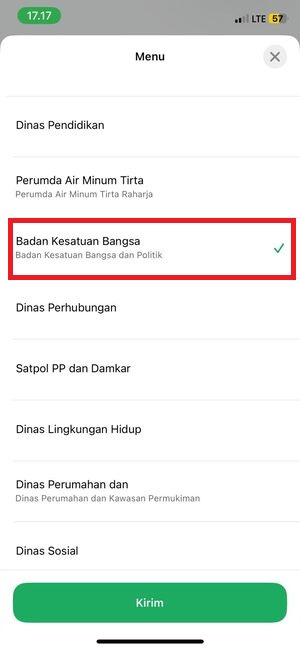 17.17
LTE 57
Menu
Dinas Pendidikan
Perumda Air Minum Tirta
Perumda Air Minum Tirta Raharja
Badan Kesatuan Bangsa
Badan Kesatuan Bangsa dan Politik
Dinas Perhubungan
Satpol PP dan Damkar
Dinas Lingkungan Hidup
Dinas Perumahan dan
Dinas Perumahan dan Kawasan Permukiman
Dinas Sosial
Kirim